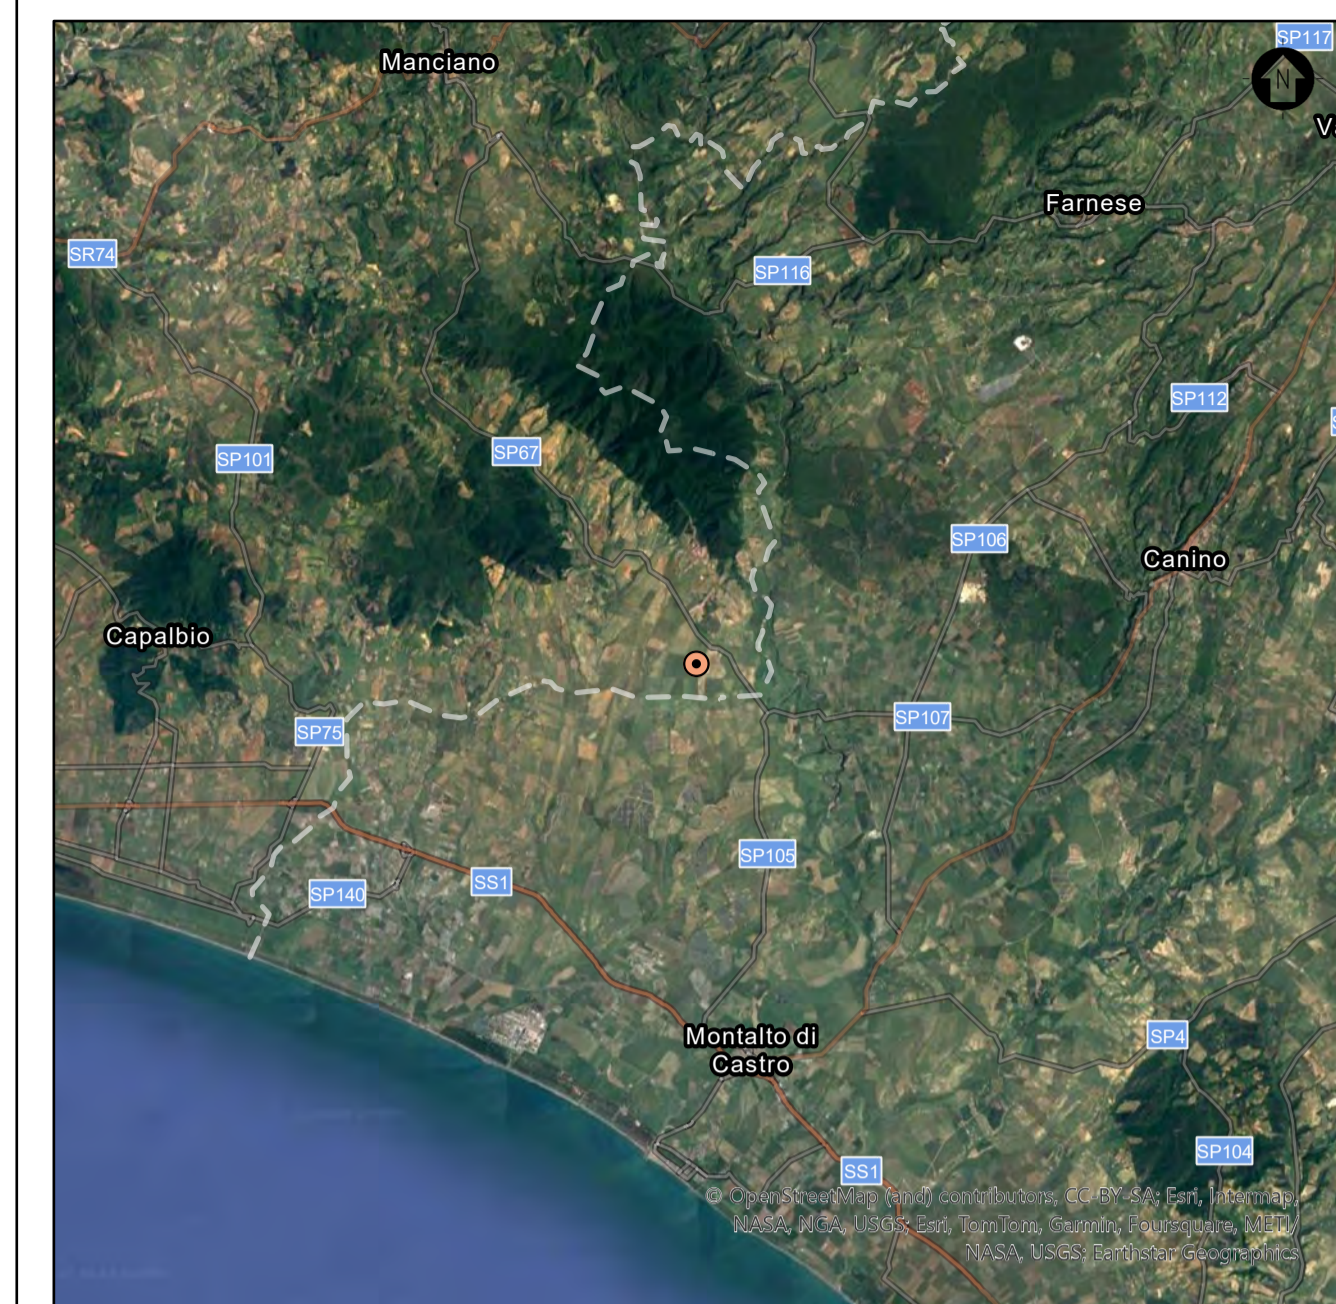 SP117
Manciano
N
V
Farnese
SR74
SP116
SP112
SP67
SP101
SP106
Canino
Capalbio
SP107
SP75
SP105
SS1
SP140
Montalto di
Castro
SP4
SP104
SS1
© OpenStreetMap (and) contributors, CC-BY-SA; Esri, Intermap,
NASA, NGA, USGS; Esri, TomTom, Garmin, Foursquare, METI/
NASA, USGS; Earthstar Geographics